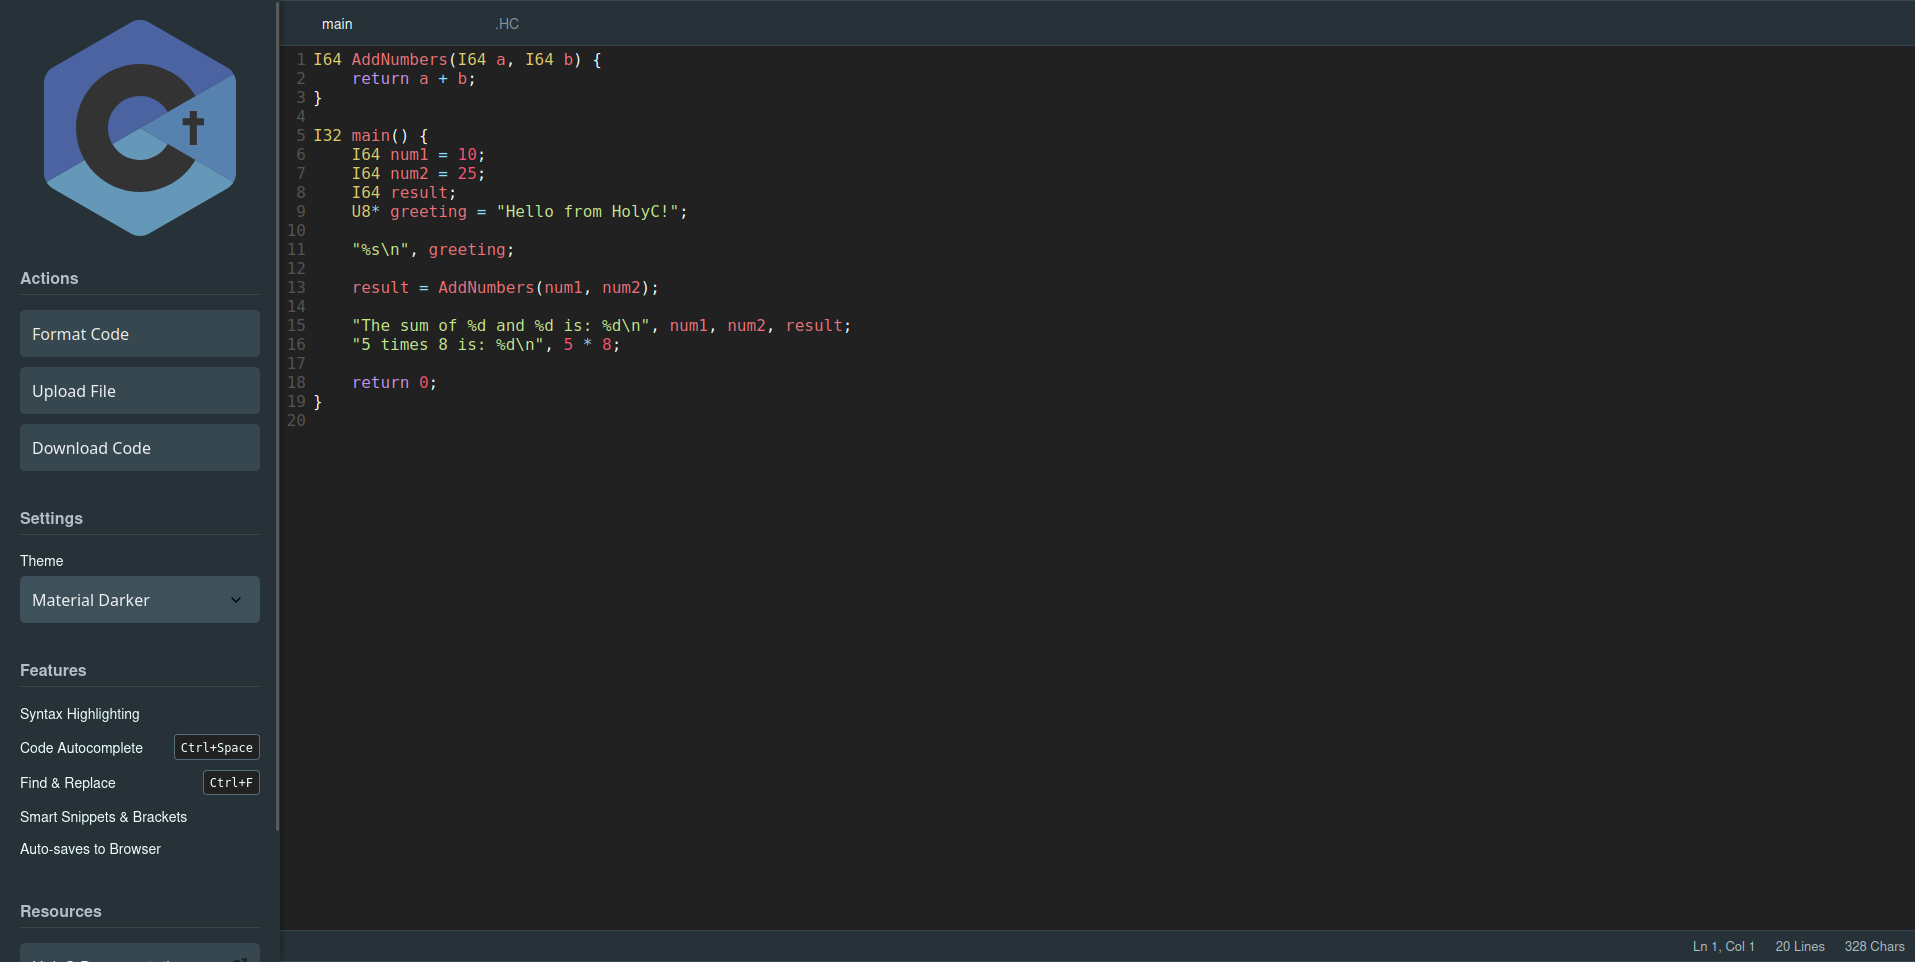 Actions
Format Code
Upload File
Download Code
Settings
Theme
Material Darker
Features
Syntax Highlighting
Code Autocomplete Ctrl+Space
Find & Replace Ctrl+F
Smart Snippets & Brackets
Auto-saves to Browser
Resources
main .HC
1 I64 AddNumbers(I64 a, I64 b) {
2     return a + b;
3 }
4
5 I32 main() {
6     I64 num1 = 10;
7     I64 num2 = 25;
8     I64 result;
9     U8* greeting = "Hello from HolyC!";
10
11     "%s\n", greeting;
12
13     result = AddNumbers(num1, num2);
14
15     "The sum of %d and %d is: %d\n", num1, num2, result;
16     "5 times 8 is: %d\n", 5 * 8;
17
18     return 0;
19 }
20
Ln 1, Col 1 20 Lines 328 Chars